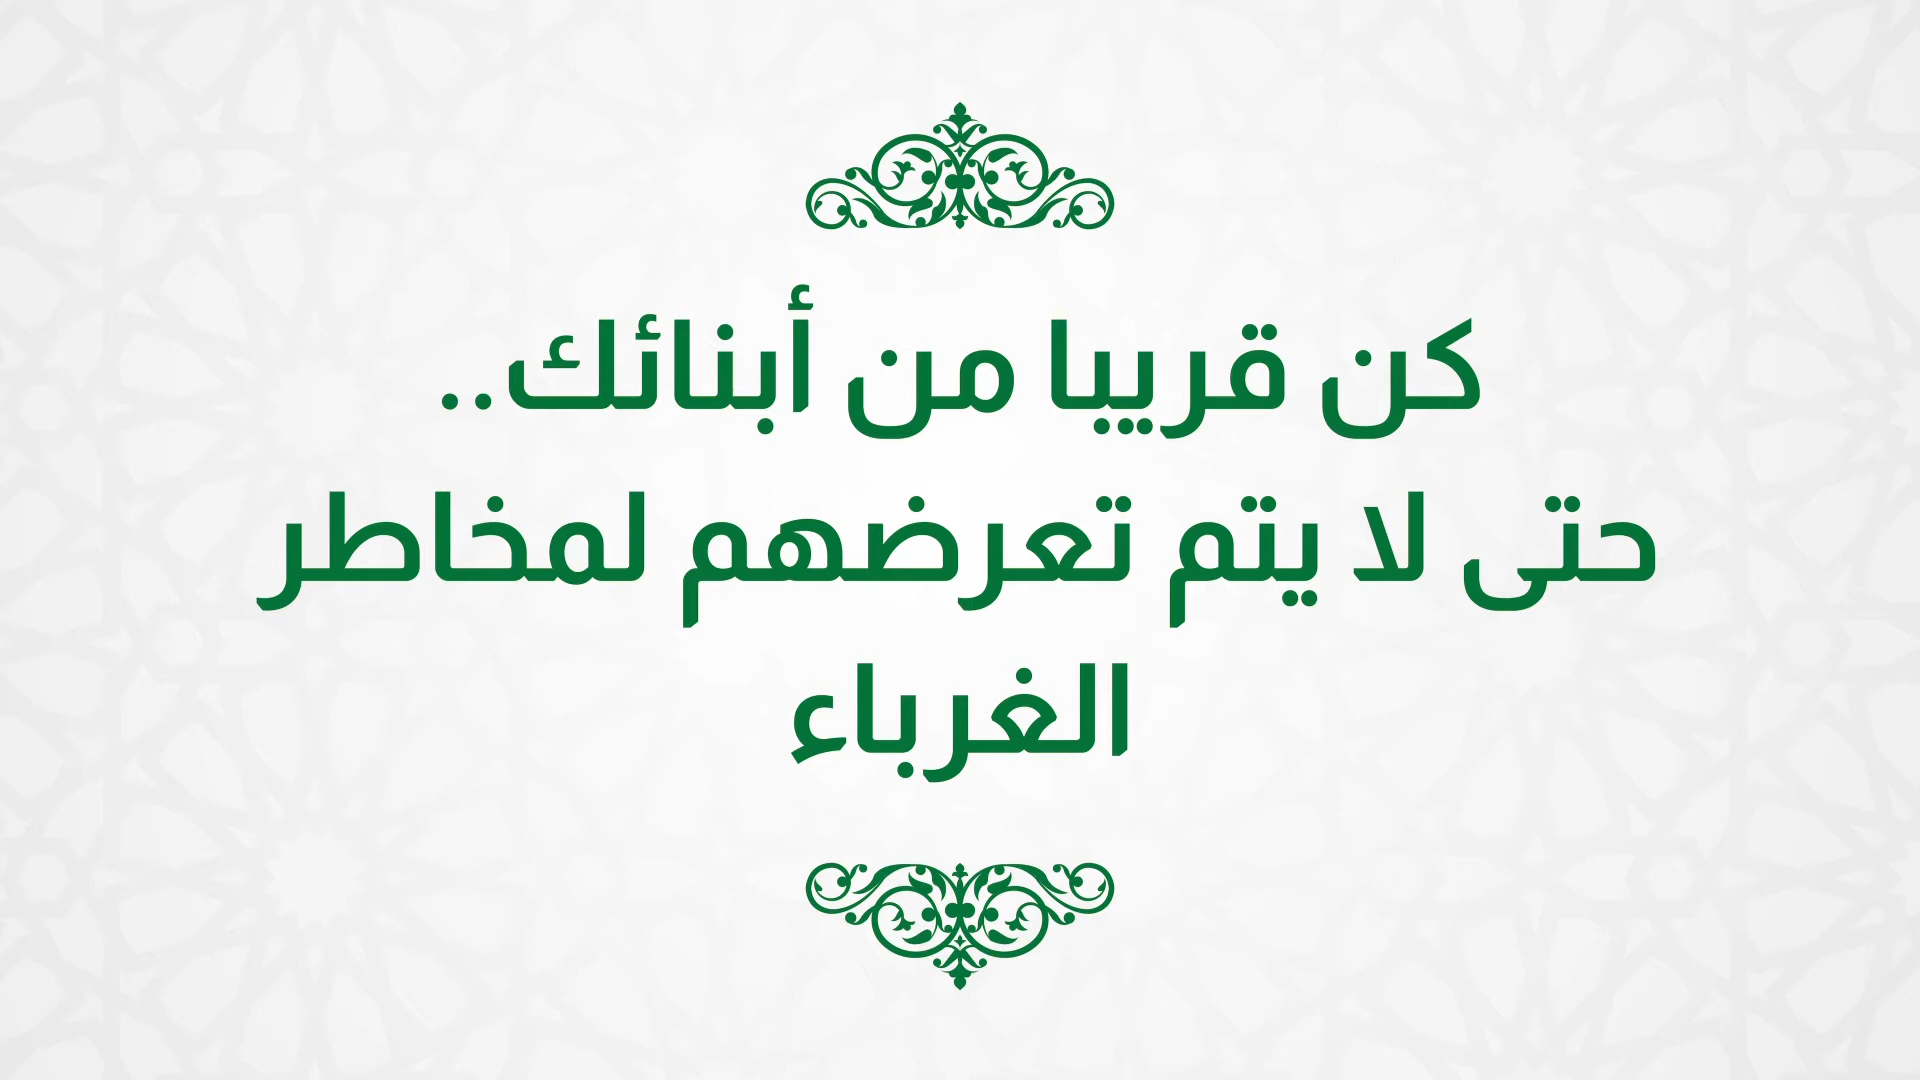 كن قريبا من أبنائك..
حتى لا يتم تعرضهم لمخاطر
الغرباء